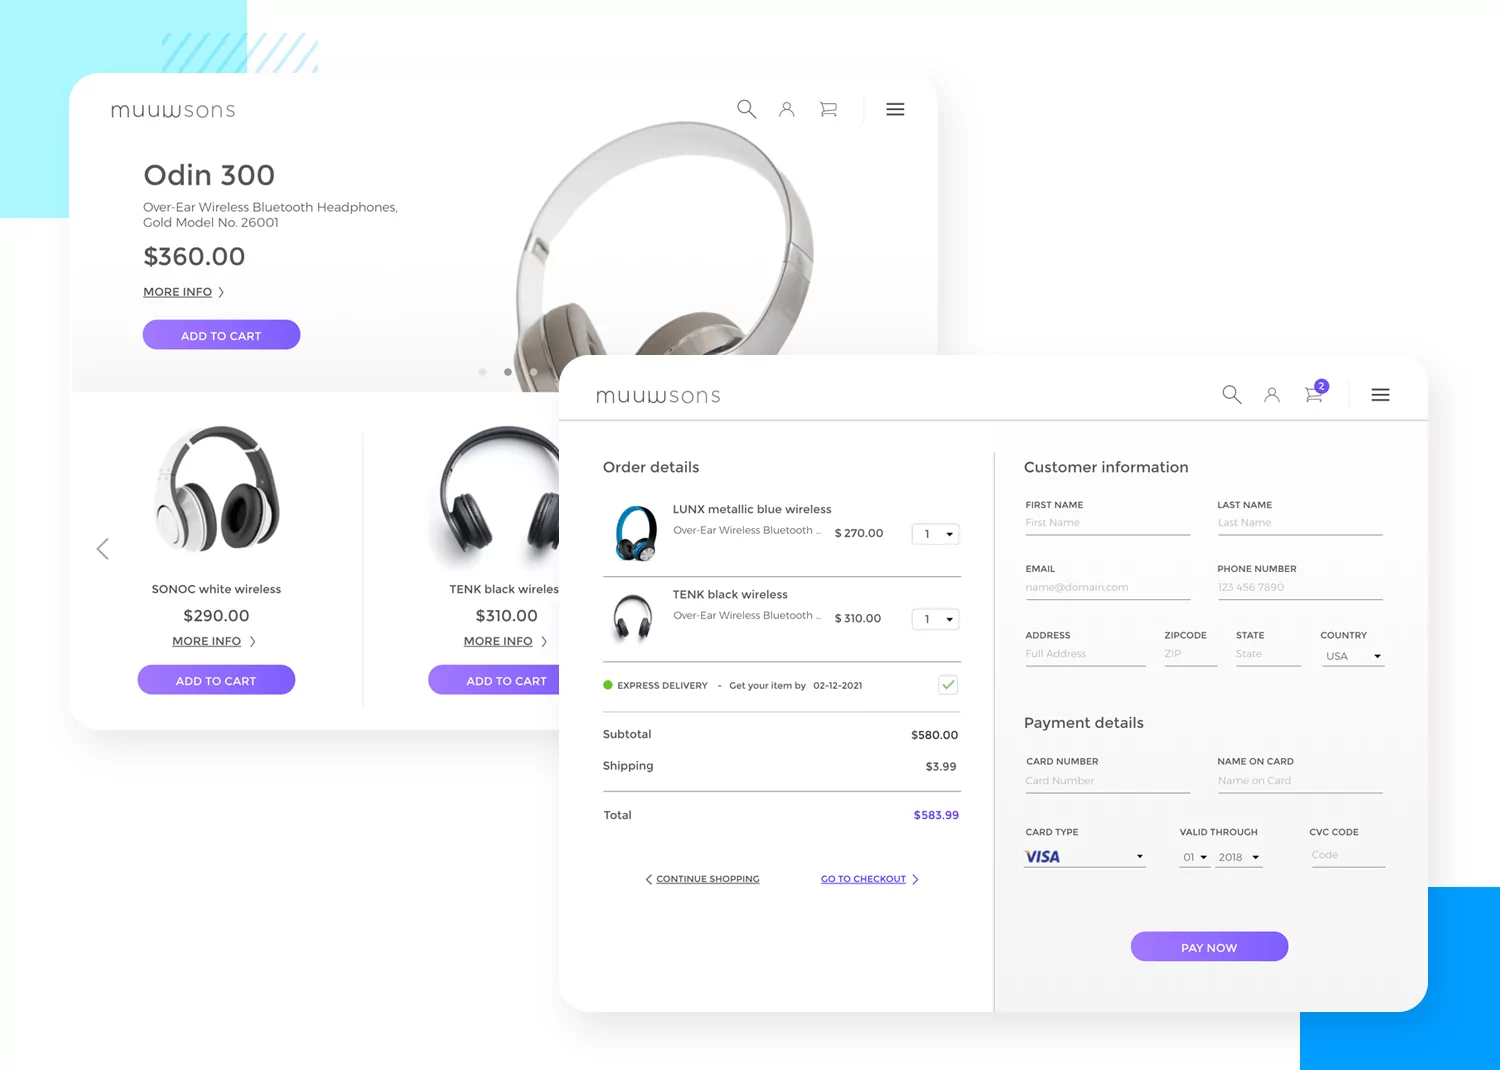 muuwsons
Odin 300
Over-Ear Wireless Bluetooth Headphones,
Gold Model No. 26001
$360.00
MORE INFO
ADD TO CART
SONOC white wireless
$290.00
MORE INFO
ADD TO CART
TENK black wireles
$310.00
MORE INFO
ADD TO CART
muuwsons
2
Order details
LUNX metallic blue wireless
Over-Ear Wireless Bluetooth ... $ 270.00 1
TENK black wireless
Over-Ear Wireless Bluetooth ... $ 310.00 1
EXPRESS DELIVERY - Get your item by 02-12-2021
Subtotal $580.00
Shipping $3.99
Total $583.99
CONTINUE SHOPPING GO TO CHECKOUT
Customer information
FIRST NAME LAST NAME
First Name Last Name
EMAIL PHONE NUMBER
name@domain.com 123 456 7890
ADDRESS ZIPCODE STATE COUNTRY
Full Address ZIP State USA
Payment details
CARD NUMBER NAME ON CARD
Card Number Name on Card
CARD TYPE VALID THROUGH CVC CODE
VISA 01 2018 Code
PAY NOW